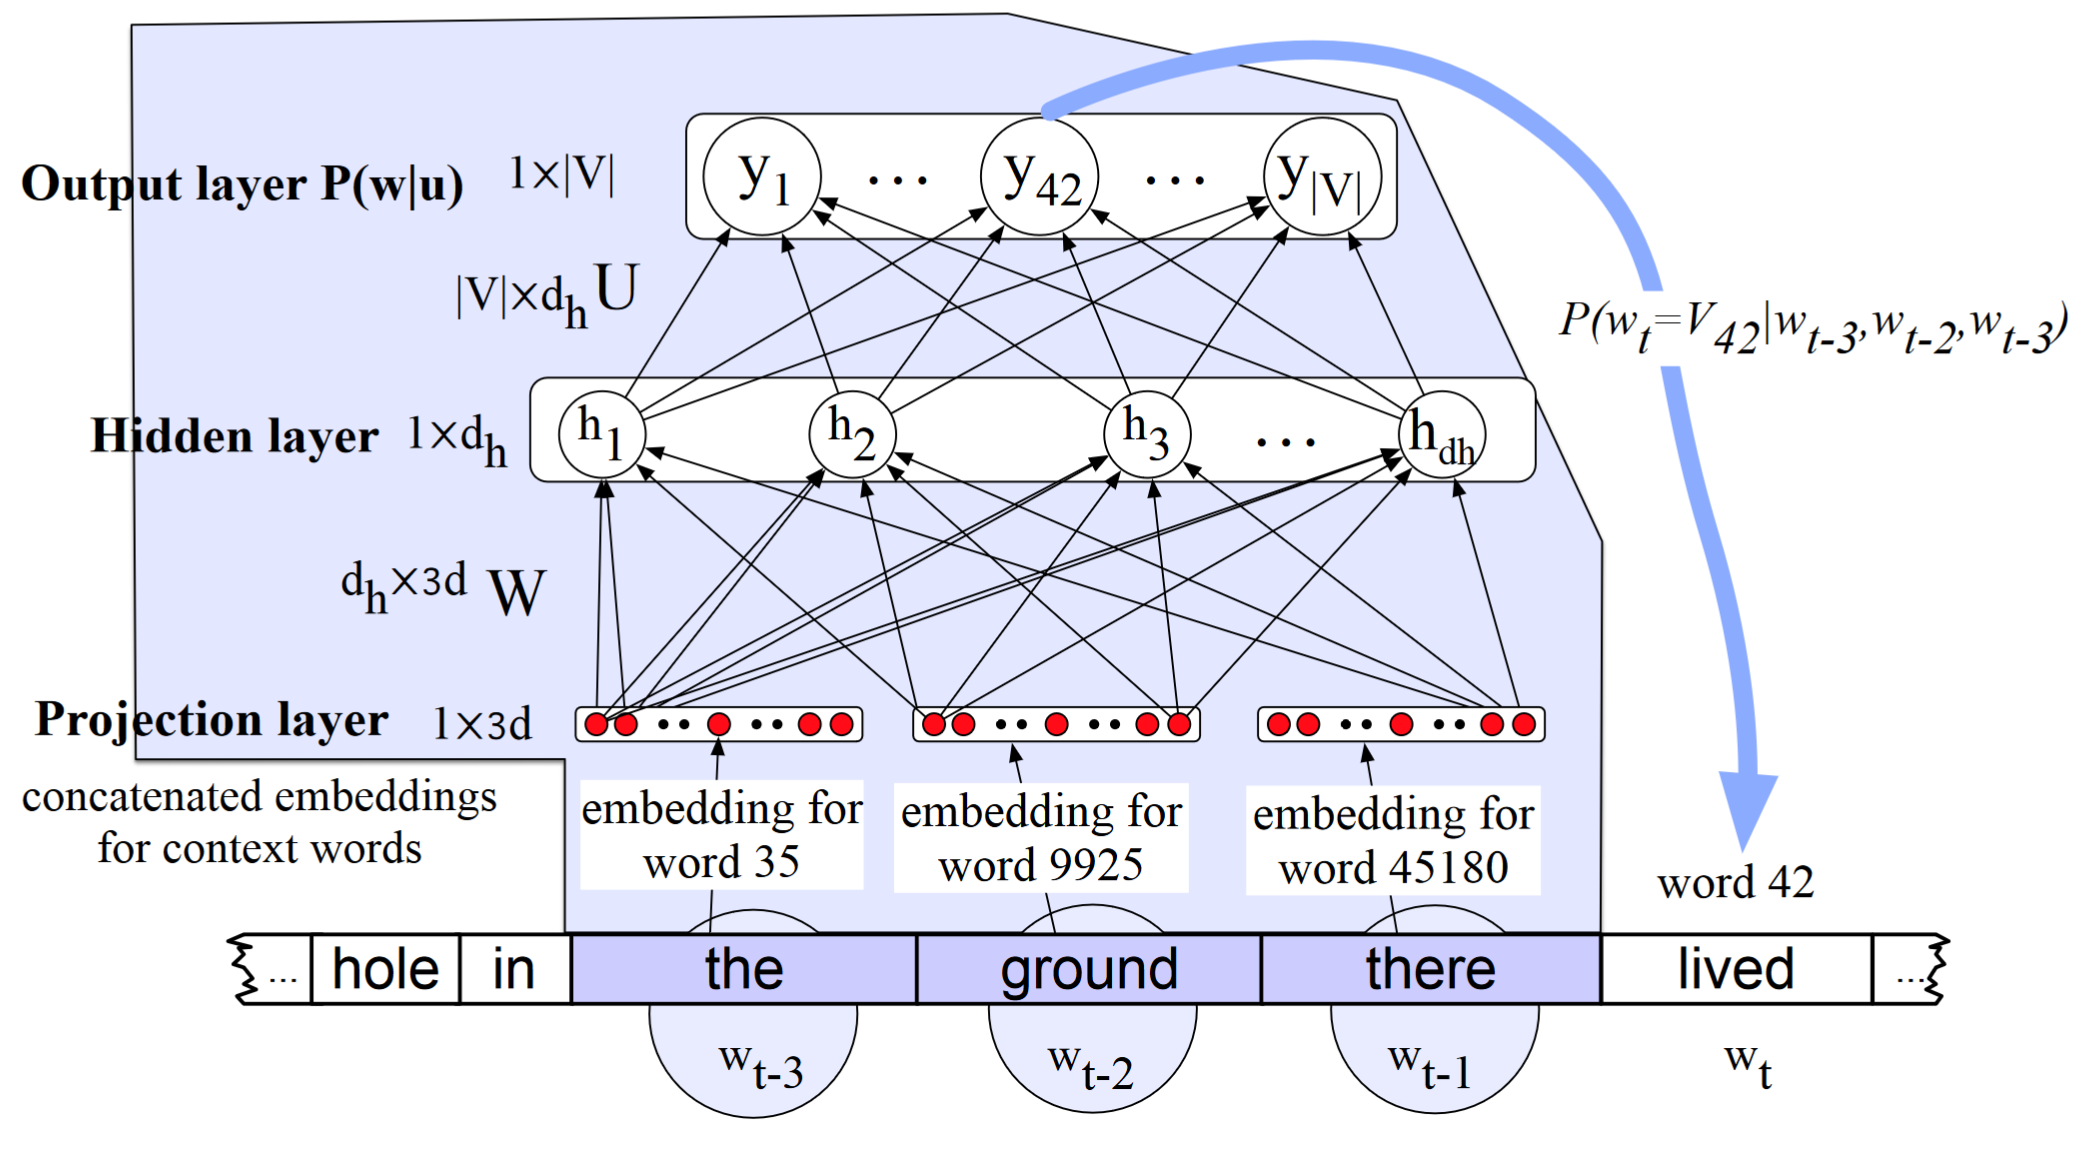 Output layer P(w|u) 1×|V|
y1 ... y42 ... y|V|
|V|×dh U
P(wt=V42|wt-3,wt-2,wt-3)
Hidden layer 1×dh
h1 h2 h3 ... hdh
dh×3d W
Projection layer 1×3d
concatenated embeddings
for context words
embedding for
word 35
embedding for
word 9925
embedding for
word 45180
word 42
... hole in the ground there lived ...
wt-3 wt-2 wt-1 wt